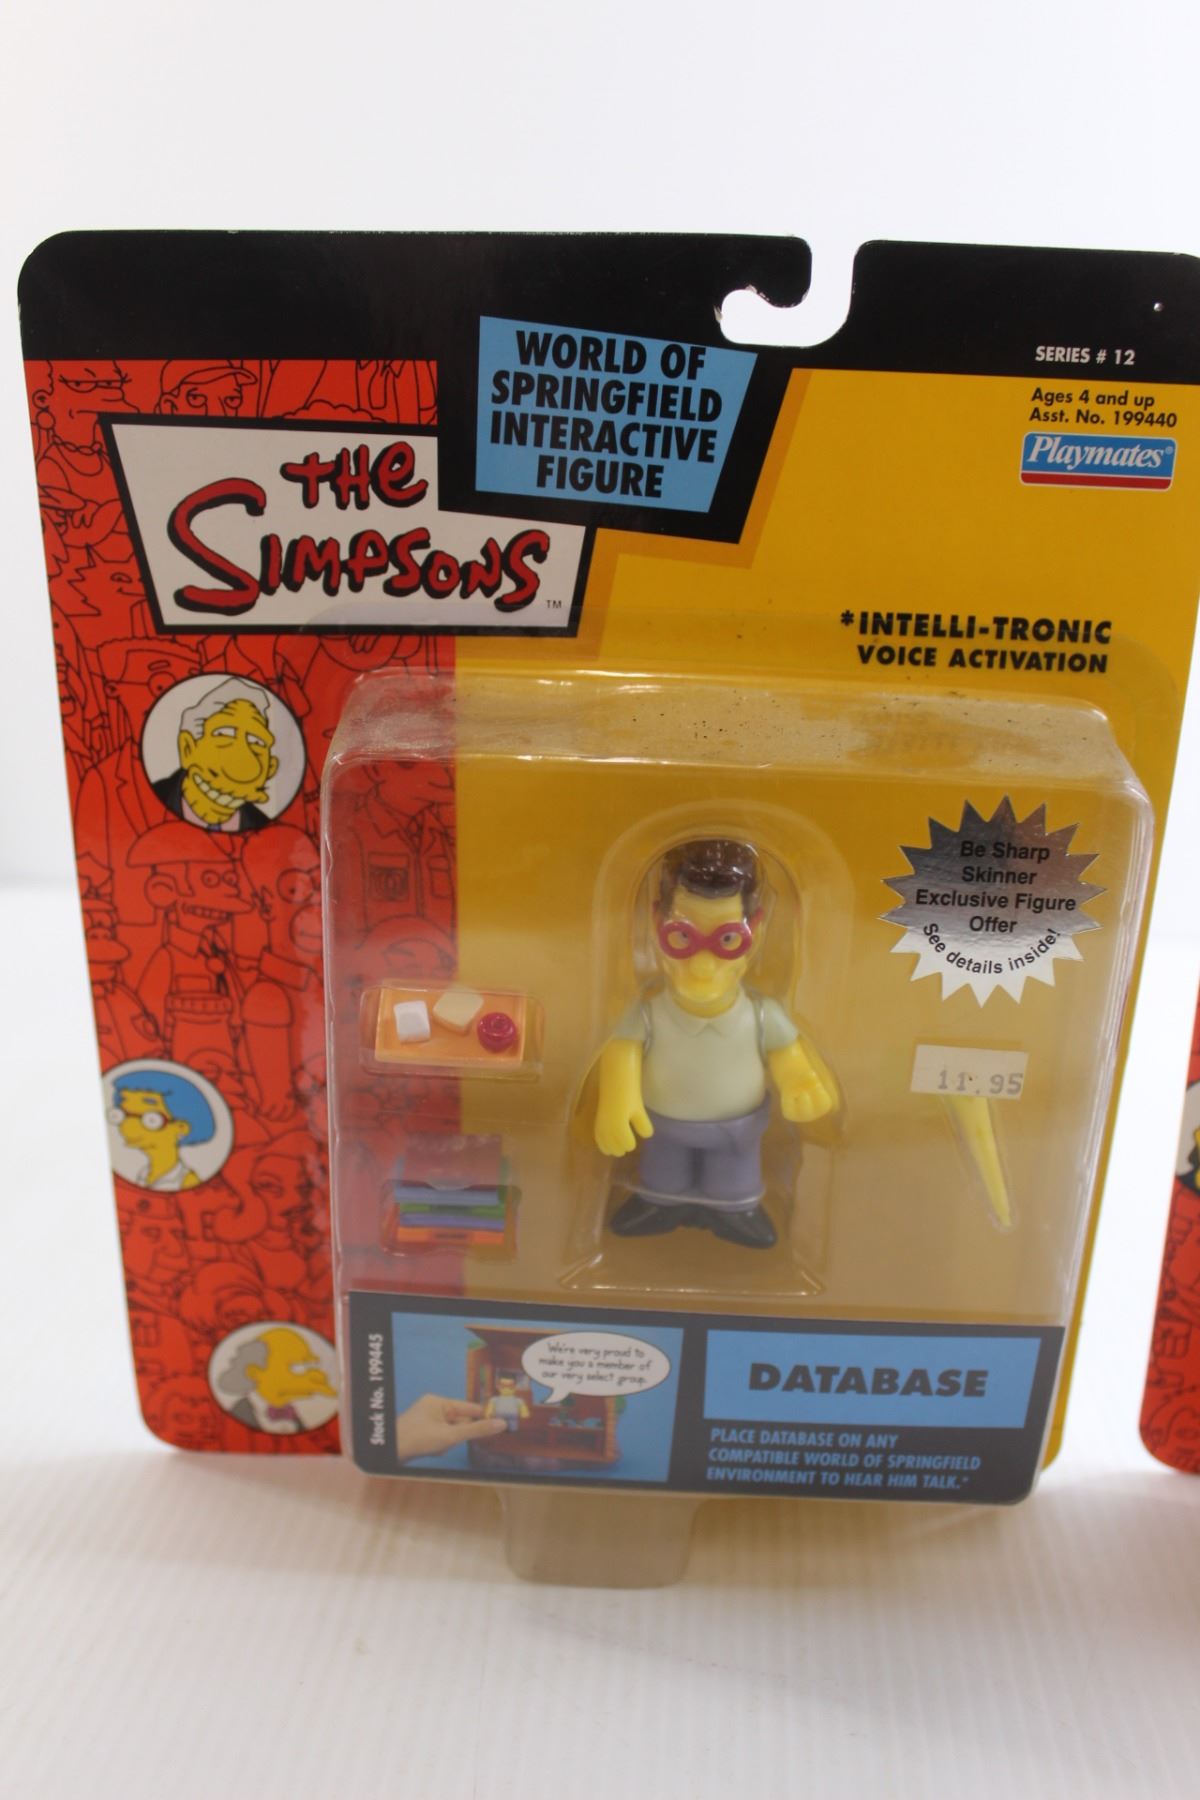 WORLD OF
SPRINGFIELD
INTERACTIVE
FIGURE
SERIES # 12
Ages 4 and up
Asst. No. 199440
Playmates®
THE
SIMPSONS
TM
*INTELLI-TRONIC
VOICE ACTIVATION
Be Sharp
Skinner
Exclusive Figure
Offer
See details inside!
11.95
Stock No. 199445
We're very proud to
make you a member of
our very select group.
DATABASE
PLACE DATABASE ON ANY
COMPATIBLE WORLD OF SPRINGFIELD
ENVIRONMENT TO HEAR HIM TALK.*